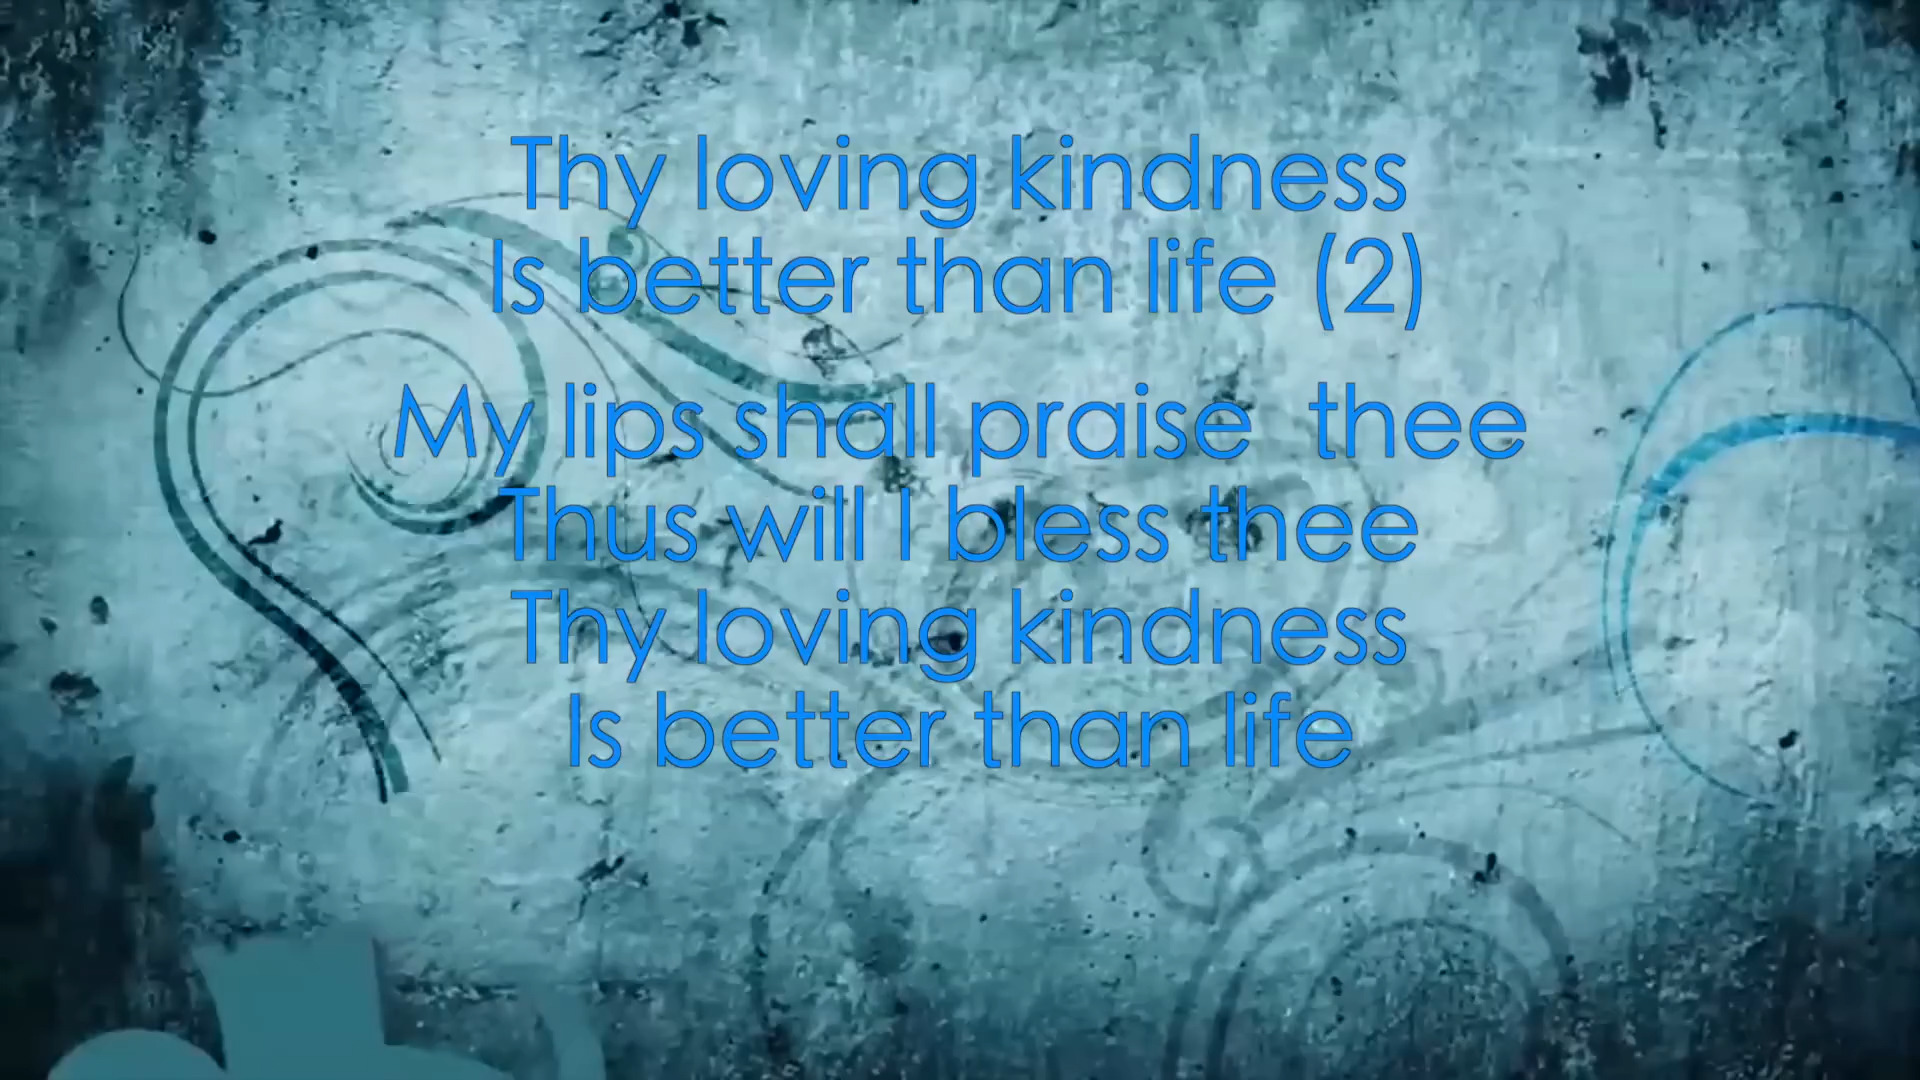 Thy loving kindness
Is better than life (2)
My lips shall praise  thee
Thus will I bless thee
Thy loving kindness
Is better than life